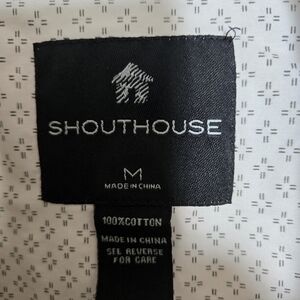 SHOUTHOUSE
M
MADE IN CHINA
100% COTTON
MADE IN CHINA
SEE REVERSE
FOR CARE